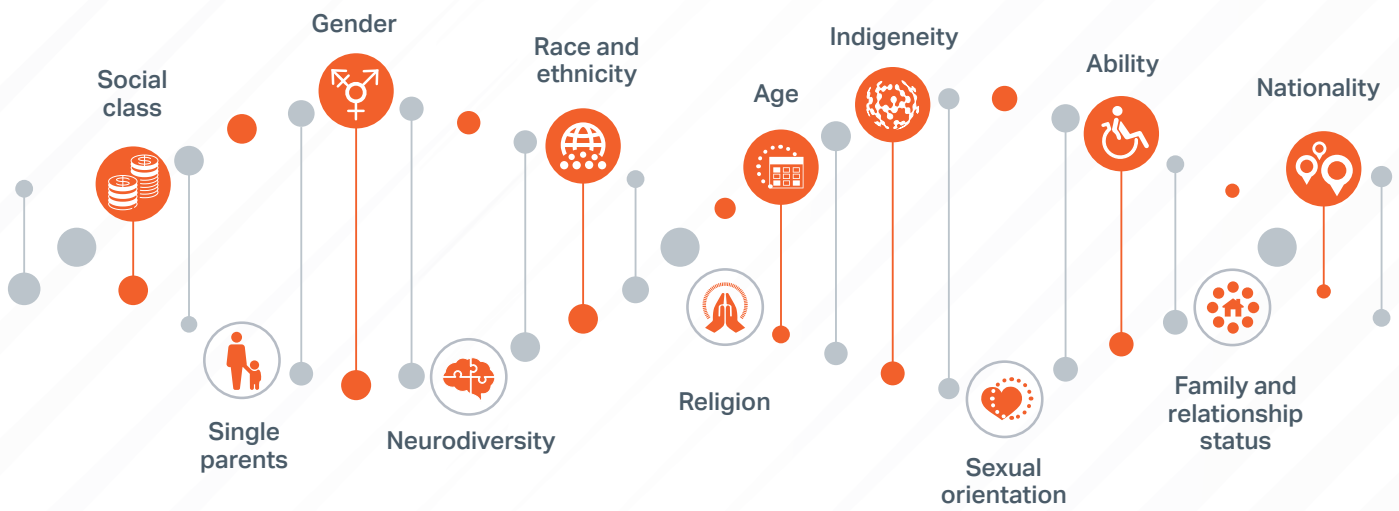 Social
class
Single
parents
Gender
Neurodiversity
Race and
ethnicity
Religion
Age
Indigeneity
Sexual
orientation
Ability
Family and
relationship
status
Nationality